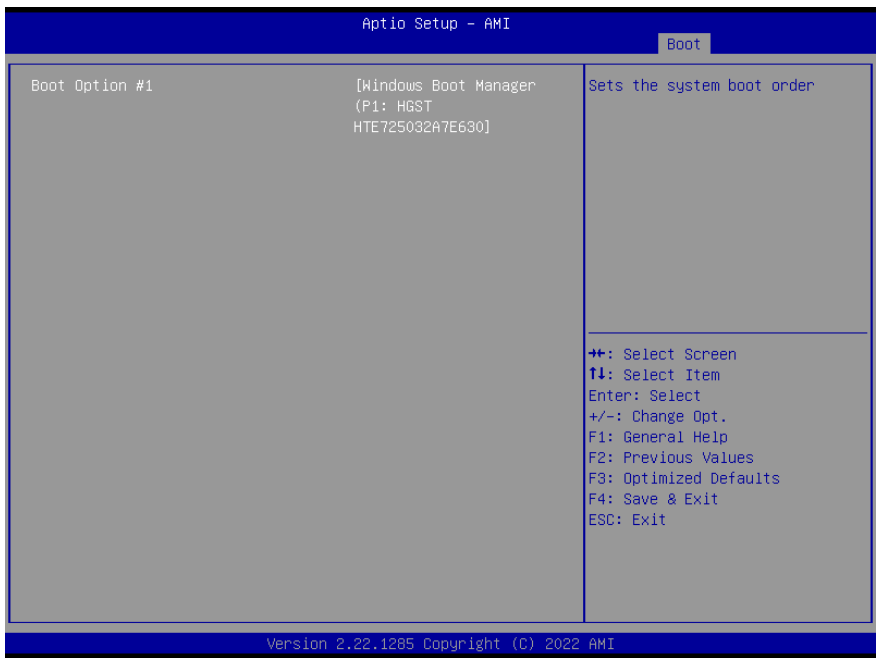 Aptio Setup – AMI
Boot
Boot Option #1
[Windows Boot Manager
(P1: HGST
HTE725032A7E630]
Sets the system boot order
→←: Select Screen
↑↓: Select Item
Enter: Select
+/-: Change Opt.
F1: General Help
F2: Previous Values
F3: Optimized Defaults
F4: Save & Exit
ESC: Exit
Version 2.22.1285 Copyright (C) 2022 AMI